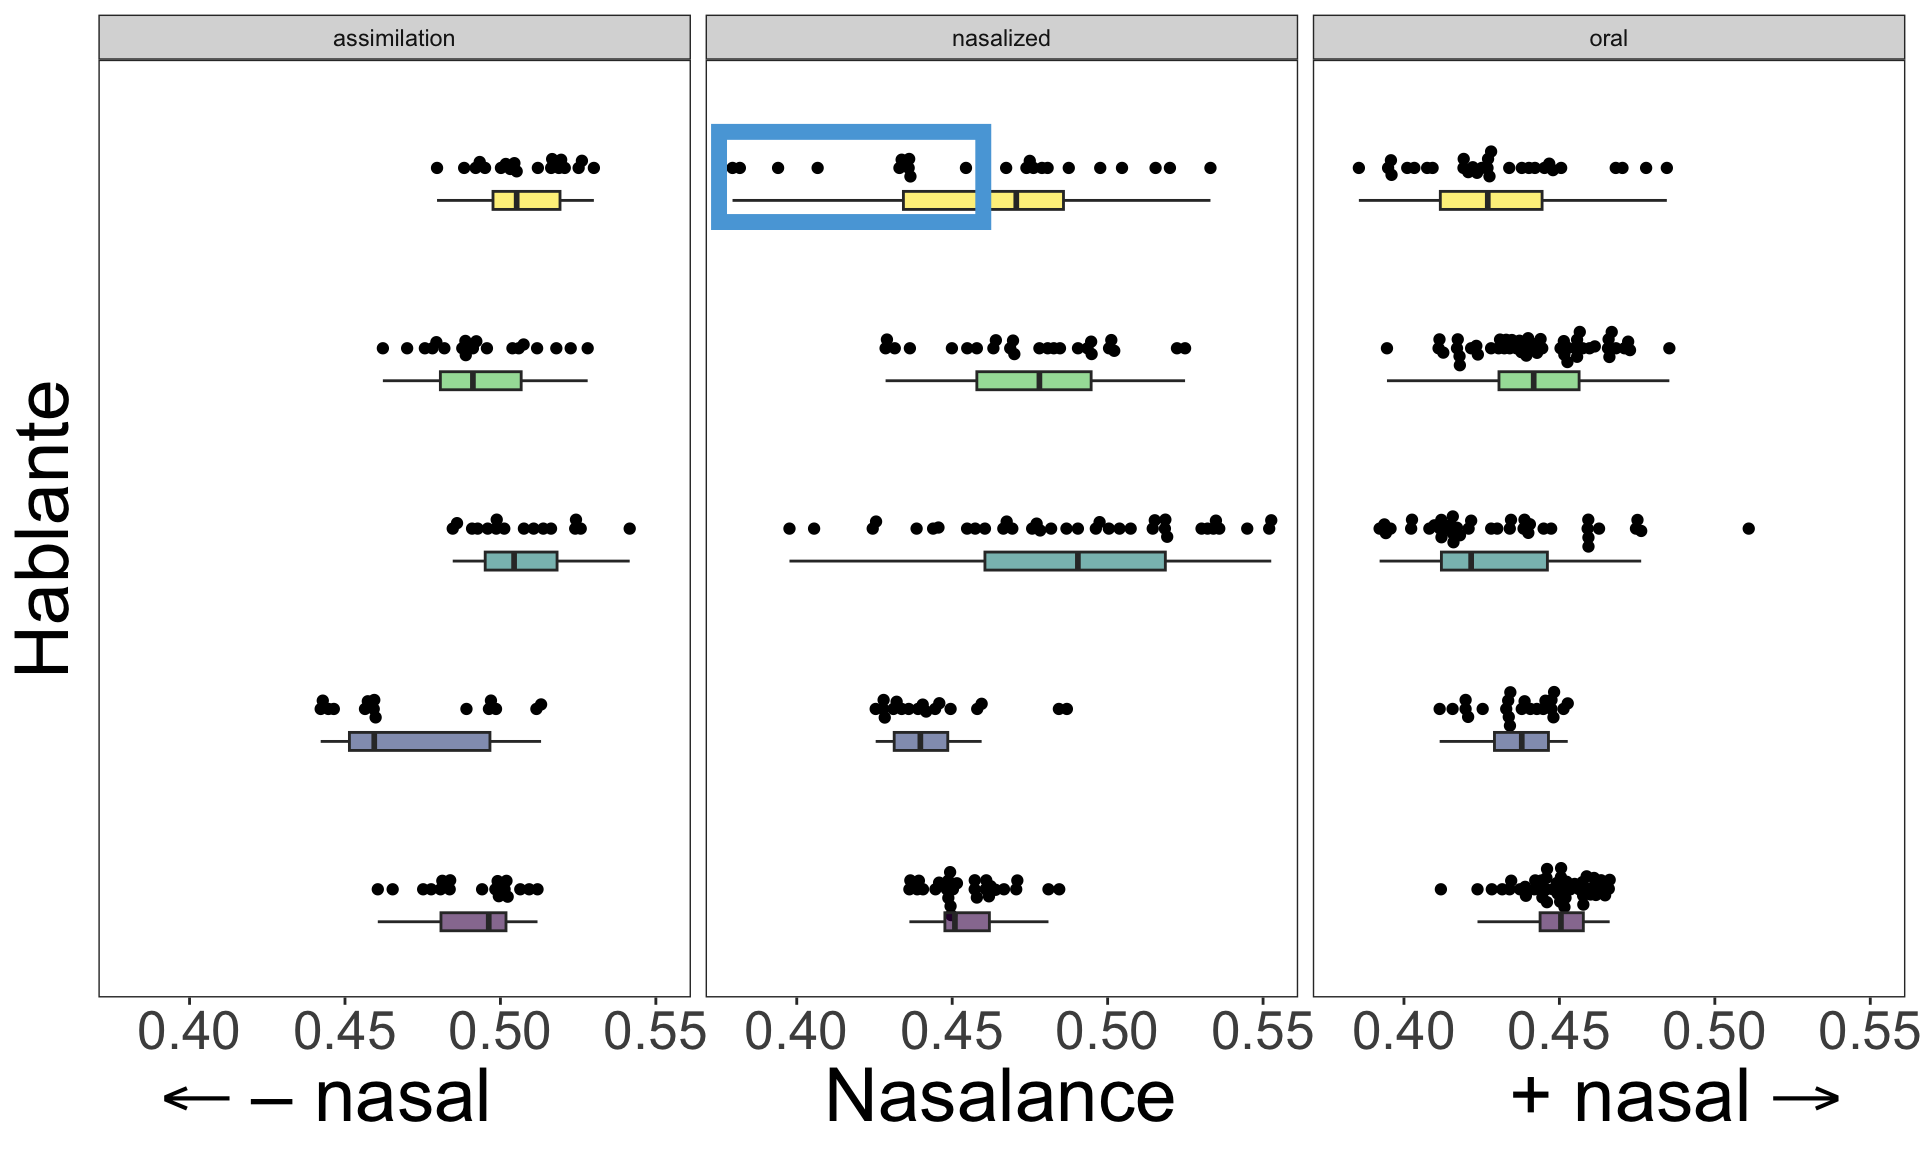 assimilation nasalized oral
Hablante
0.40 0.45 0.50 0.55 0.40 0.45 0.50 0.55 0.40 0.45 0.50 0.55
← – nasal Nasalance + nasal →